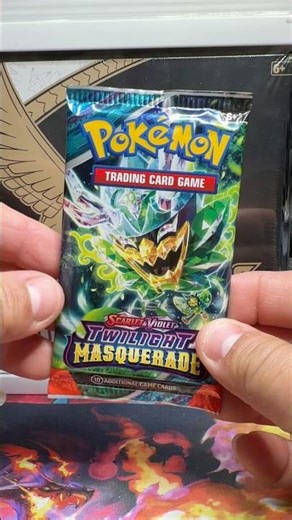 6+
6+
POKéMON
TRADING CARD GAME
SCARLET & VIOLET
TWILIGHT
MASQUERADE
10 ADDITIONAL GAME CARDS